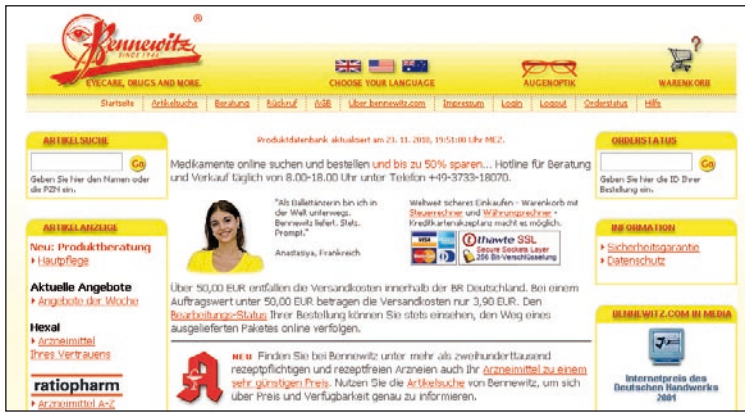 ®
Bennewitz
SINCE 1946
EYECARE, DRUGS AND MORE.
CHOOSE YOUR LANGUAGE
AUGENOPTIK
?
WARENKORB
Startseite Artikelsuche Beratung Rückruf AGB Über bennewitz.com Impressum Login Logout Orderstatus Hilfe
ARTIKELSUCHE
Go
Geben Sie hier den Namen oder
die PZN ein.
ARTIKELANZEIGE
Neu: Produktberatung
Hautpflege
Aktuelle Angebote
Angebote der Woche
Hexal
Arzneimittel
Ihres Vertrauens
ratiopharm
Arzneimittel A-Z
Produktdatenbank aktualisert am 23. 11. 2010, 19:51:00 Uhr MEZ.
Medikamente online suchen und bestellen und bis zu 50% sparen... Hotline für Beratung
und Verkauf täglich von 8.00-18.00 Uhr unter Telefon +49-3733-18070.
"Als Balletttänzerin bin ich in
der Welt unterwegs.
Bennewitz liefert. Stets.
Prompt."
Anastasiya, Frankreich
Weltweit sicheres Einkaufen - Warenkorb mit
Steuerrechner und Währungsrechner -
Kreditkartenakzeptanz macht es möglich.
VISA
thawte SSL
Secure Sockets Layer
256 Bit-Verschlüsselung
Über 50,00 EUR entfallen die Versandkosten innerhalb der BR Deutschland. Bei einem
Auftragswert unter 50,00 EUR betragen die Versandkosten nur 3,90 EUR. Den
Bearbeitungs-Status Ihrer Bestellung können Sie stets einsehen, den Weg eines
ausgelieferten Paketes online verfolgen.
NEU Finden Sie bei Bennewitz unter mehr als zweihunderttausend
rezeptpflichtigen und rezeptfreien Arzneien auch Ihr Arzneimittel zu einem
sehr günstigen Preis. Nutzen Sie die Artikelsuche von Bennewitz, um sich
über Preis und Verfügbarkeit genau zu informieren.
ORDERSTATUS
Go
Geben Sie hier die ID Ihrer
Bestellung ein.
INFORMATION
Sicherheitsgarantie
Datenschutz
BENNEWITZ.COM IN MEDIA
Internetpreis des
Deutschen Handwerks
2001